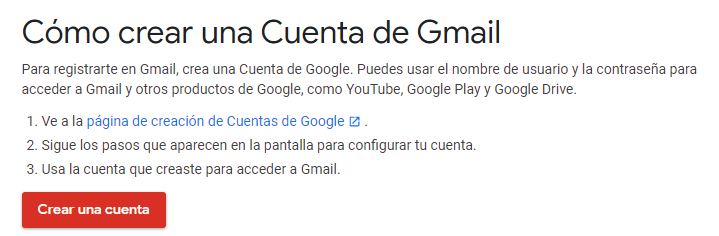 Cómo crear una Cuenta de Gmail
Para registrarte en Gmail, crea una Cuenta de Google. Puedes usar el nombre de usuario y la contraseña para
acceder a Gmail y otros productos de Google, como YouTube, Google Play y Google Drive.
1. Ve a la página de creación de Cuentas de Google .
2. Sigue los pasos que aparecen en la pantalla para configurar tu cuenta.
3. Usa la cuenta que creaste para acceder a Gmail.
Crear una cuenta